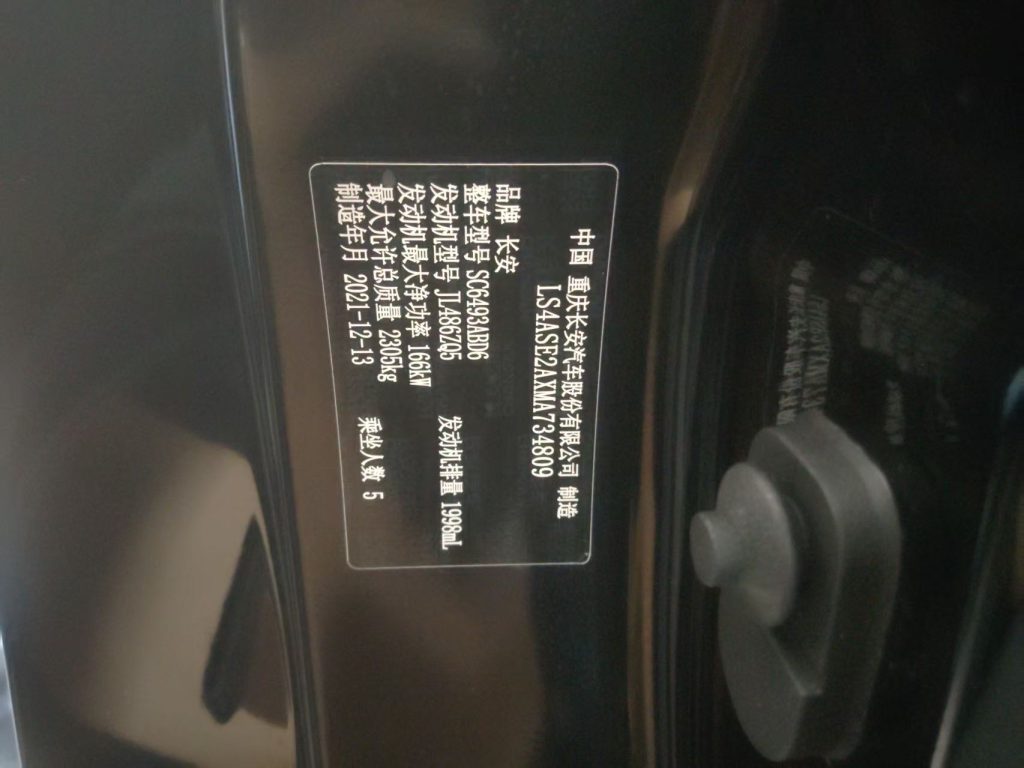 中国 重庆长安汽车股份有限公司 制造
LS4ASE2AXMA734809
品牌 长安
整车型号 SC6493ABD6
发动机型号 JL486ZQ5 发动机排量 1998mL
发动机最大净功率 166kW
最大允许总质量 2305kg 乘坐人数 5
制造年月 2021-12-13